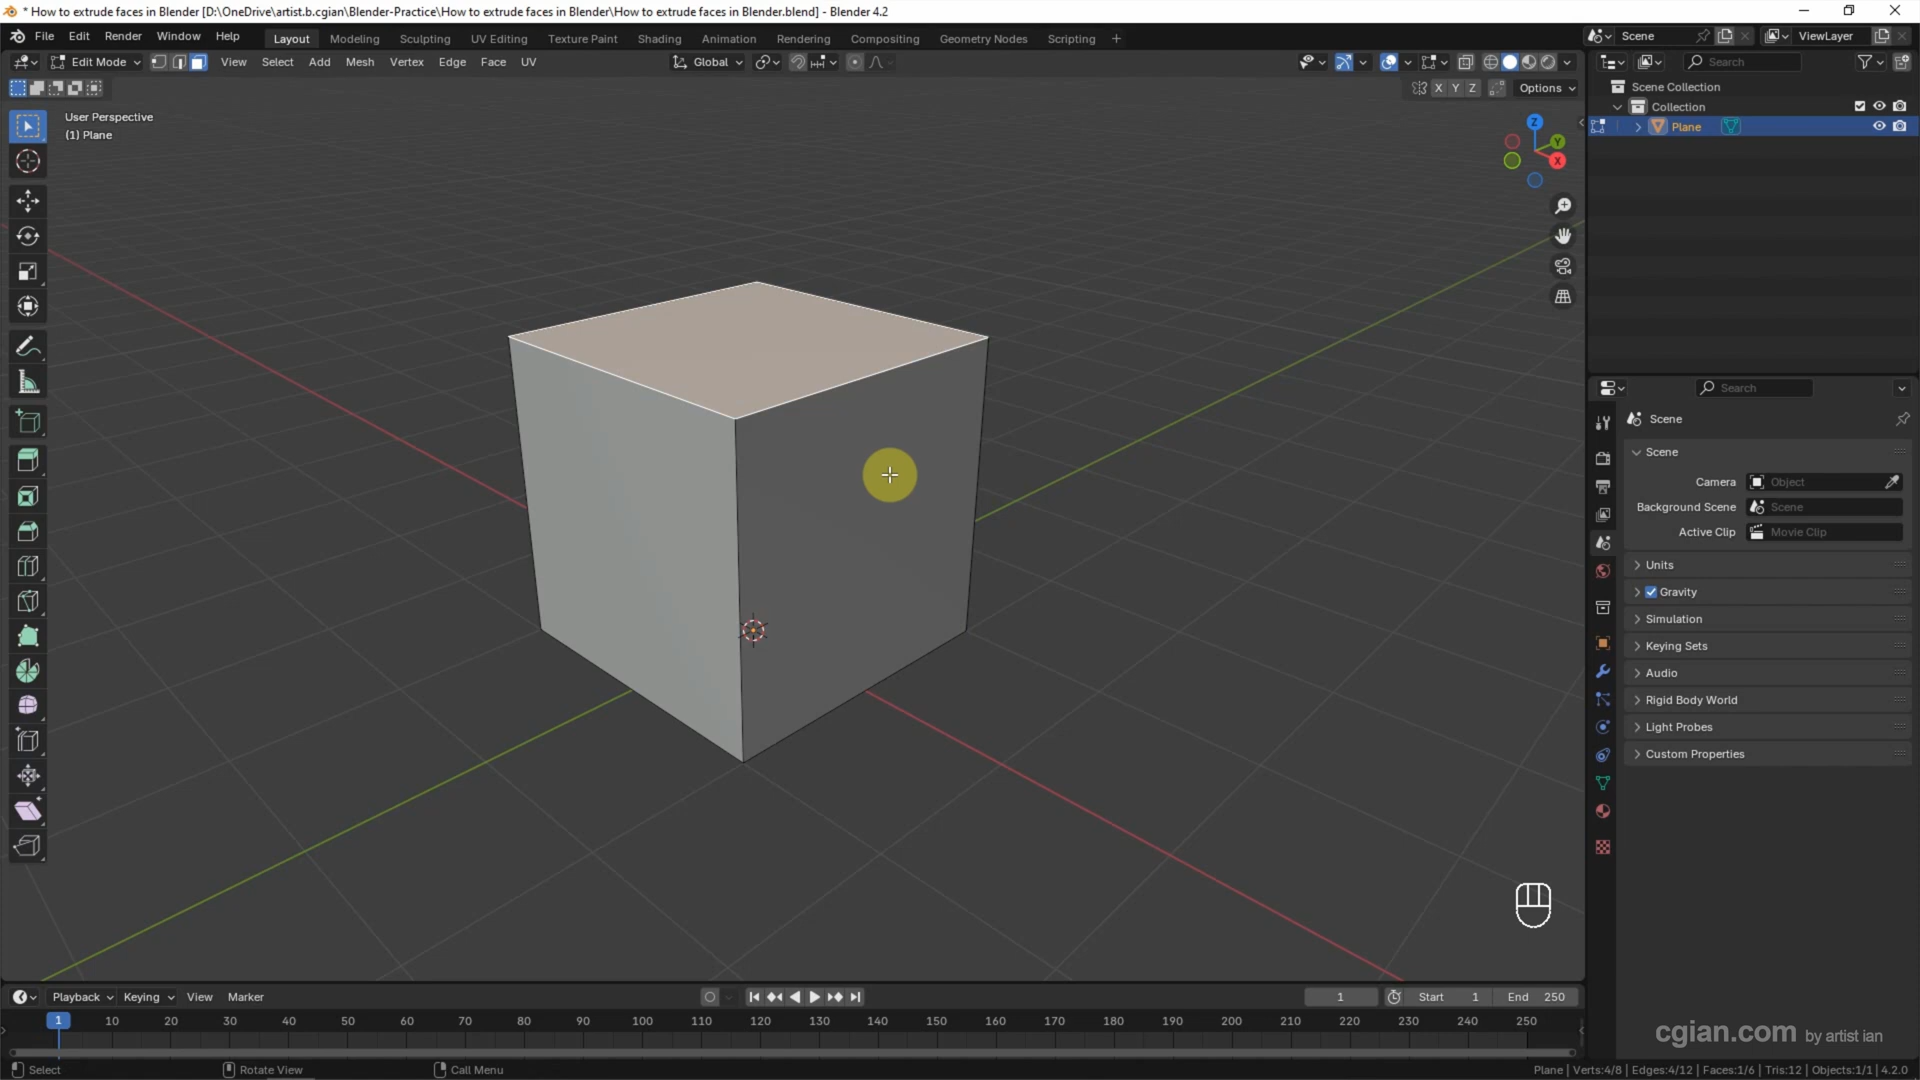 * How to extrude faces in Blender [D:\OneDrive\artist.b.cgian\Blender-Practice\How to extrude faces in Blender\How to extrude faces in Blender.blend] - Blender 4.2
File Edit Render Window Help Layout Modeling Sculpting UV Editing Texture Paint Shading Animation Rendering Compositing Geometry Nodes Scripting + Scene ViewLayer
Edit Mode View Select Add Mesh Vertex Edge Face UV Global Search
X Y Z Options
Scene Collection
Collection
Plane
User Perspective
(1) Plane
Z
Y
X
Search
Scene
Scene
Camera Object
Background Scene Scene
Active Clip Movie Clip
Units
Gravity
Simulation
Keying Sets
Audio
Rigid Body World
Light Probes
Custom Properties
Playback Keying View Marker 1 Start 1 End 250
1 10 20 30 40 50 60 70 80 90 100 110 120 130 140 150 160 170 180 190 200 210 220 230 240 250
cgian.com by artist ian
Select Rotate View Call Menu Plane | Verts:4/8 | Edges:4/12 | Faces:1/6 | Tris:12 | Objects:1/1 | 4.2.0